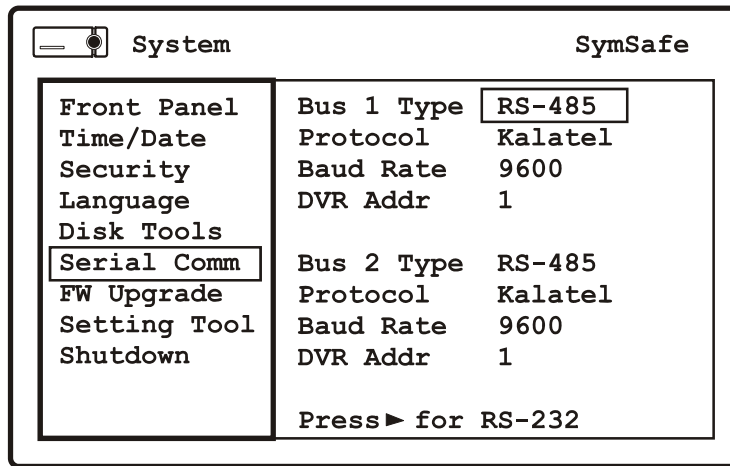 System SymSafe
Front Panel
Time/Date
Security
Language
Disk Tools
Serial Comm
FW Upgrade
Setting Tool
Shutdown
Bus 1 Type RS-485
Protocol Kalatel
Baud Rate 9600
DVR Addr 1
Bus 2 Type RS-485
Protocol Kalatel
Baud Rate 9600
DVR Addr 1
Press► for RS-232